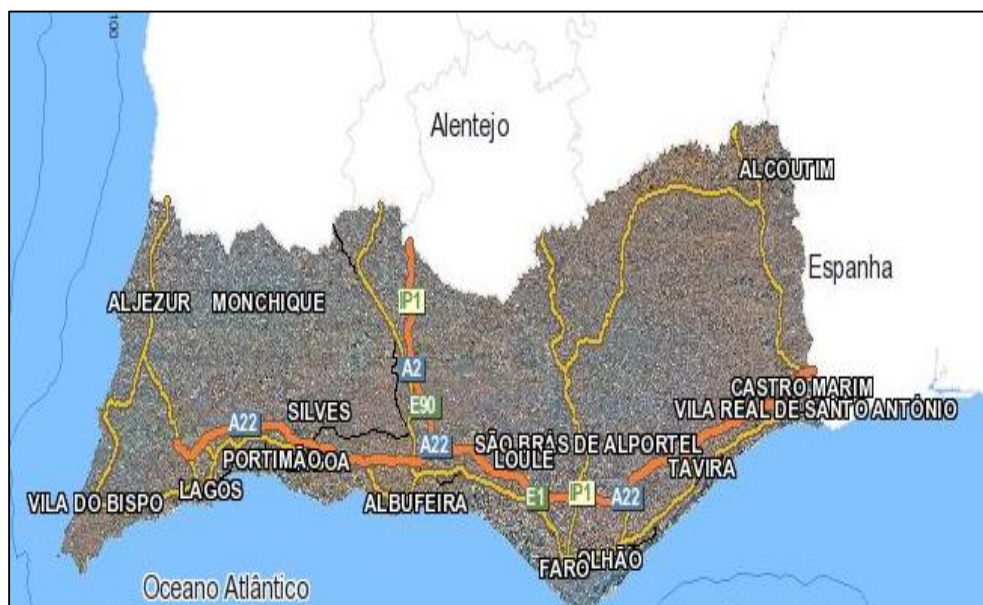 100
Alentejo
ALCOUTIM
Espanha
ALJEZUR
MONCHIQUE
IP1
A2
E90
CASTRO MARIM
VILA REAL DE SANTO ANTÓNIO
SILVES
A22
A22
SÃO BRÁS DE ALPORTEL
LOULÉ
PORTIMÃO
TAVIRA
LAGOS
VILA DO BISPO
ALBUFEIRA
E1
IP1
A22
OLHÃO
FARO
Oceano Atlântico